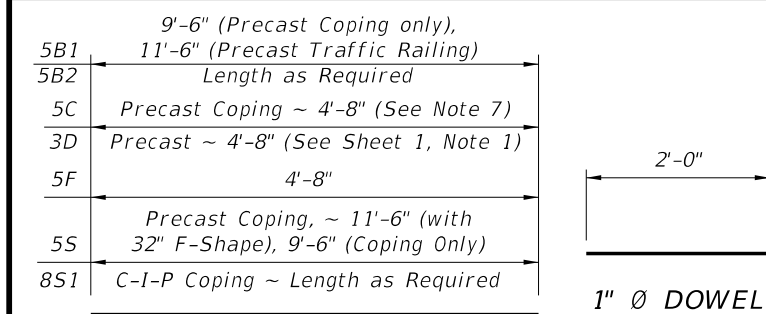 9'-6" (Precast Coping only),
5B1 11'-6" (Precast Traffic Railing)
5B2 Length as Required
5C Precast Coping ~ 4'-8" (See Note 7)
3D Precast ~ 4'-8" (See Sheet 1, Note 1)
2'-0"
5F 4'-8"
Precast Coping, ~ 11'-6" (with
5S 32" F-Shape), 9'-6" (Coping Only)
8S1 C-I-P Coping ~ Length as Required
1" Ø DOWEL